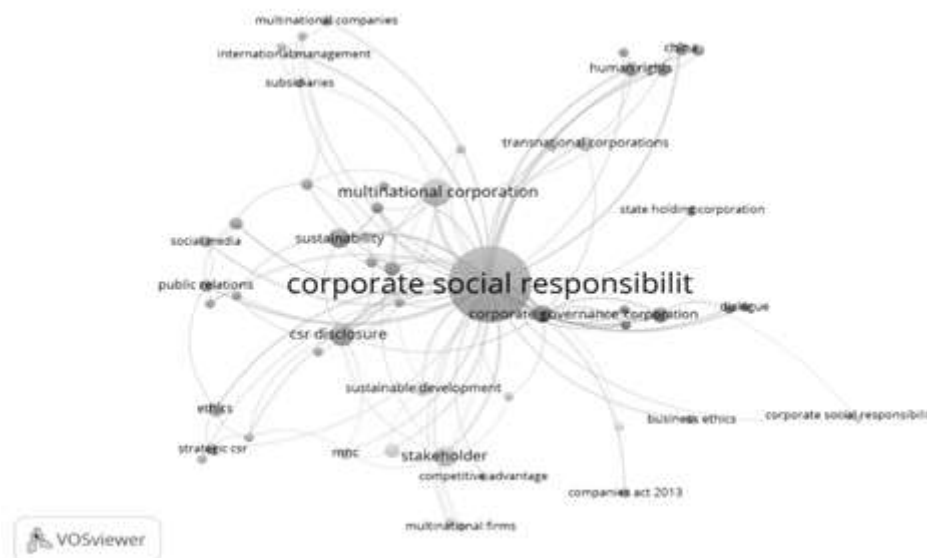 multinational companies
china
international management
human rights
subsidiaries
transnational corporations
multinational corporation
state holding corporation
sustainability
social media
corporate social responsibilit
public relations
dialogue
corporate governance corporation
csr disclosure
sustainable development
ethics
business ethics
corporate social responsibili
strategic csr
mnc
stakeholder
competitive advantage
companies act 2013
multinational firms
VOSviewer